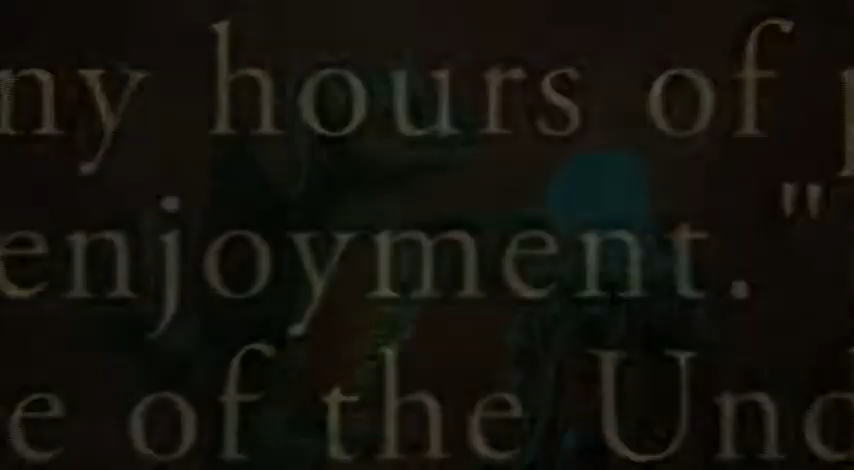 ny hours of
enjoyment. "
e of the Und